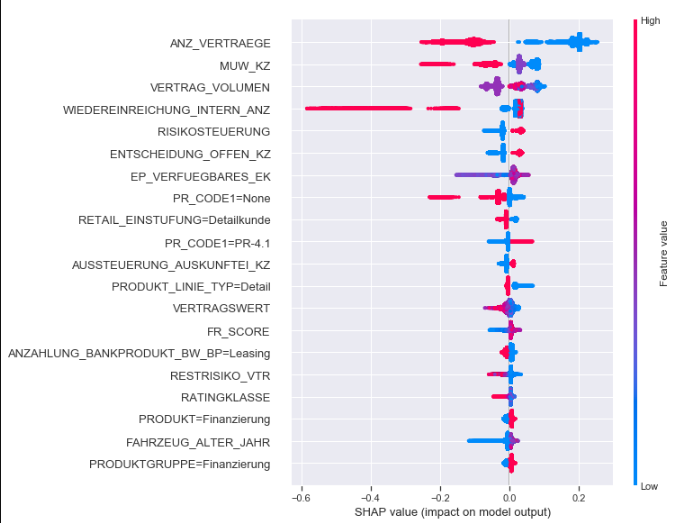 High
ANZ_VERTRAEGE
MUW_KZ
VERTRAG_VOLUMEN
WIEDEREINREICHUNG_INTERN_ANZ
RISIKOSTEUERUNG
ENTSCHEIDUNG_OFFEN_KZ
EP_VERFUEGBARES_EK
PR_CODE1=None
RETAIL_EINSTUFUNG=Detailkunde
PR_CODE1=PR-4.1
AUSSTEUERUNG_AUSKUNFTEI_KZ
PRODUKT_LINIE_TYP=Detail
VERTRAGSWERT
FR_SCORE
ANZAHLUNG_BANKPRODUKT_BW_BP=Leasing
RESTRISIKO_VTR
RATINGKLASSE
PRODUKT=Finanzierung
FAHRZEUG_ALTER_JAHR
PRODUKTGRUPPE=Finanzierung
Feature value
Low
−0.6 −0.4 −0.2 0.0 0.2
SHAP value (impact on model output)